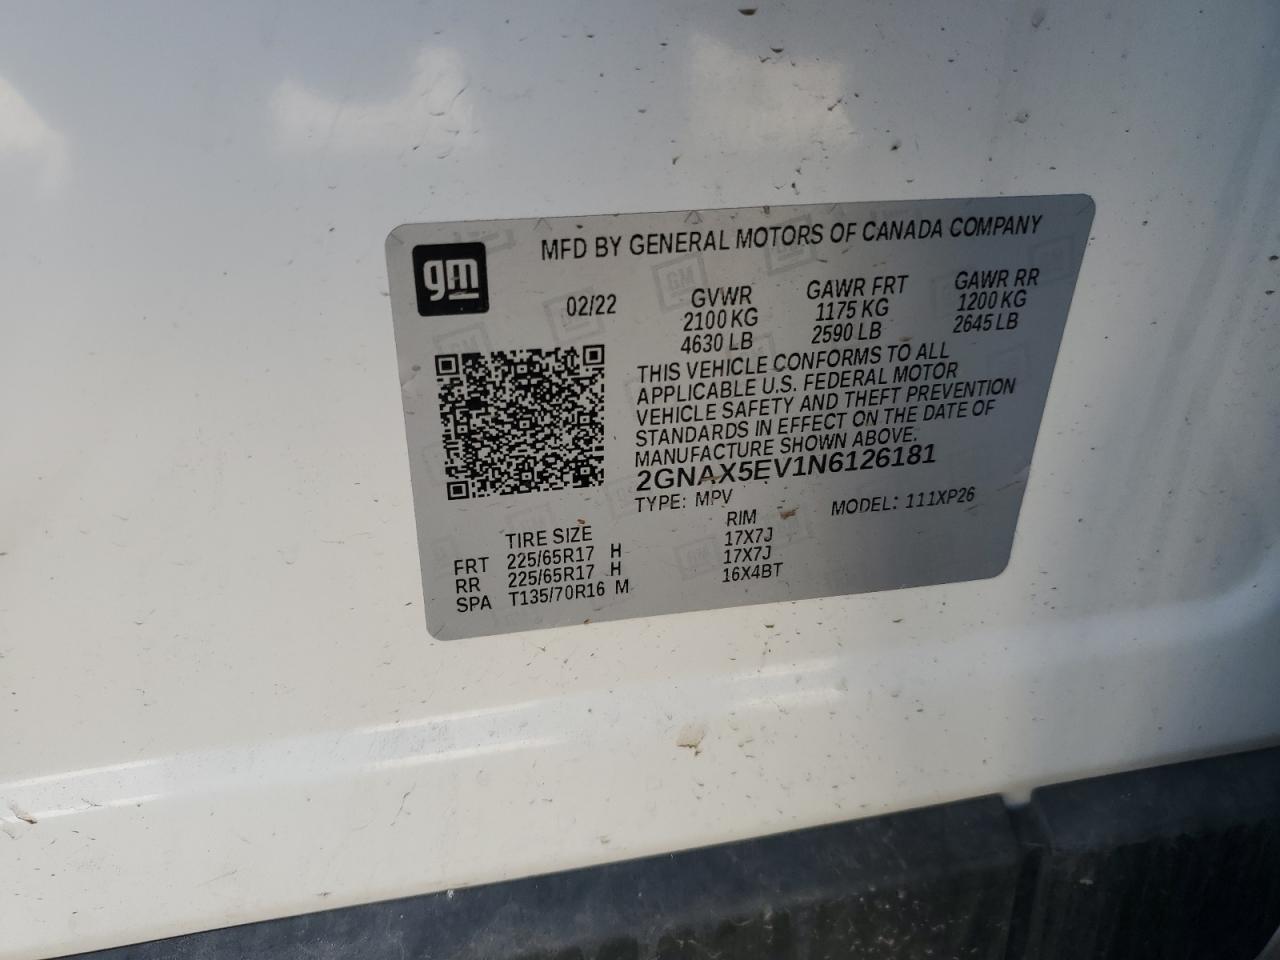 gm
MFD BY GENERAL MOTORS OF CANADA COMPANY
02/22 GVWR GAWR FRT GAWR RR
2100 KG 1175 KG 1200 KG
4630 LB 2590 LB 2645 LB
THIS VEHICLE CONFORMS TO ALL
APPLICABLE U.S. FEDERAL MOTOR
VEHICLE SAFETY AND THEFT PREVENTION
STANDARDS IN EFFECT ON THE DATE OF
MANUFACTURE SHOWN ABOVE.
2GNAX5EV1N6126181
TYPE: MPV MODEL: 111XP26
TIRE SIZE RIM
FRT 225/65R17 H 17X7J
RR 225/65R17 H 17X7J
SPA T135/70R16 M 16X4BT